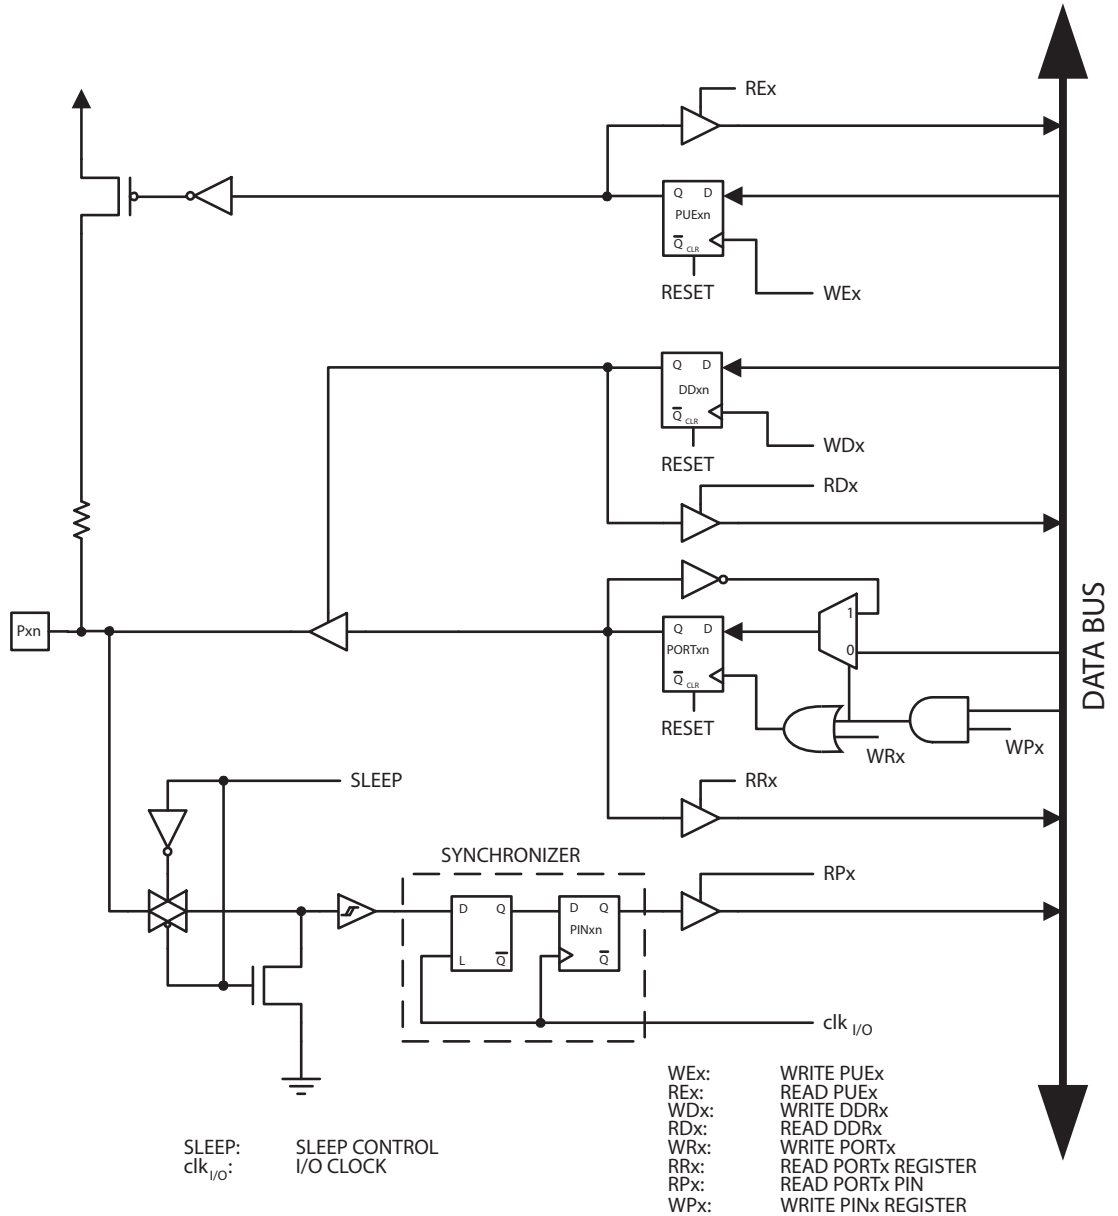 REx
Q D
PUExn
Q CLR
RESET
WEx
Q D
DDxn
Q CLR
WDx
RESET
RDx
DATA BUS
1
Pxn
Q D
PORTxn
0
Q CLR
RESET
WRx
WPx
SLEEP
RRx
SYNCHRONIZER
RPx
D Q
D Q
PINxn
L Q
Q
clk I/O
WEx: WRITE PUEx
REx: READ PUEx
WDx: WRITE DDRx
RDx: READ DDRx
WRx: WRITE PORTx
RRx: READ PORTx REGISTER
RPx: READ PORTx PIN
WPx: WRITE PINx REGISTER
SLEEP: SLEEP CONTROL
clk I/O: I/O CLOCK